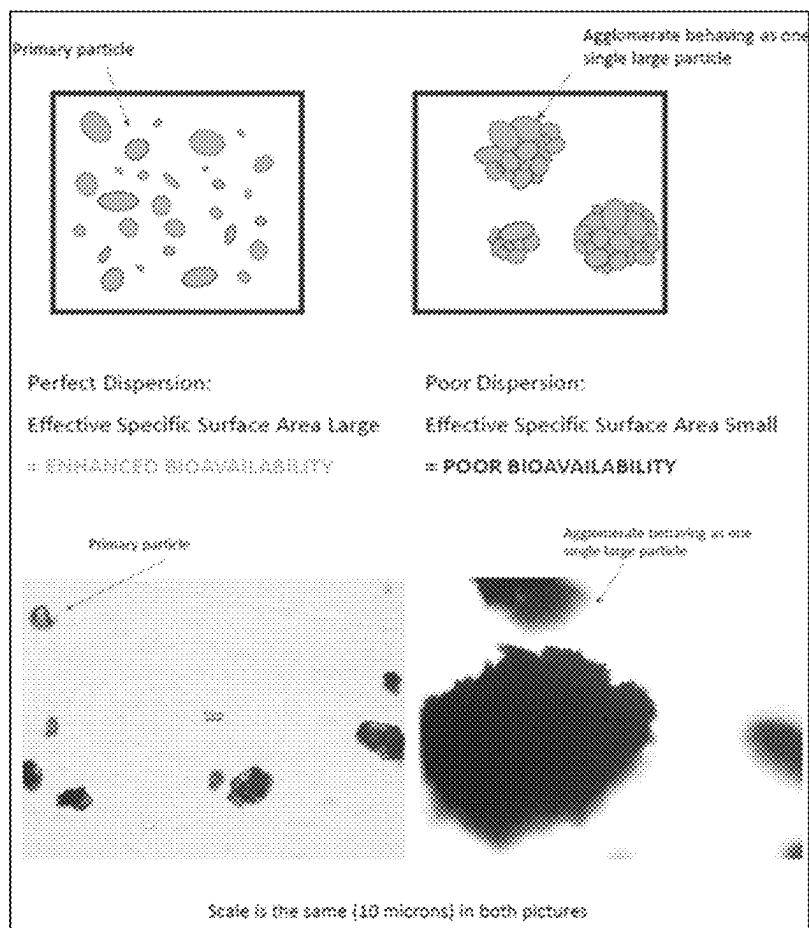 Primary particle
Agglomerate behaving as one
single large particle
Perfect Dispersion:
Effective Specific Surface Area Large
= ENHANCED BIOAVAILABILITY
Poor Dispersion:
Effective Specific Surface Area Small
= POOR BIOAVAILABILITY
Primary particle
Agglomerate behaving as one
single large particle
Scale is the same (10 microns) in both pictures